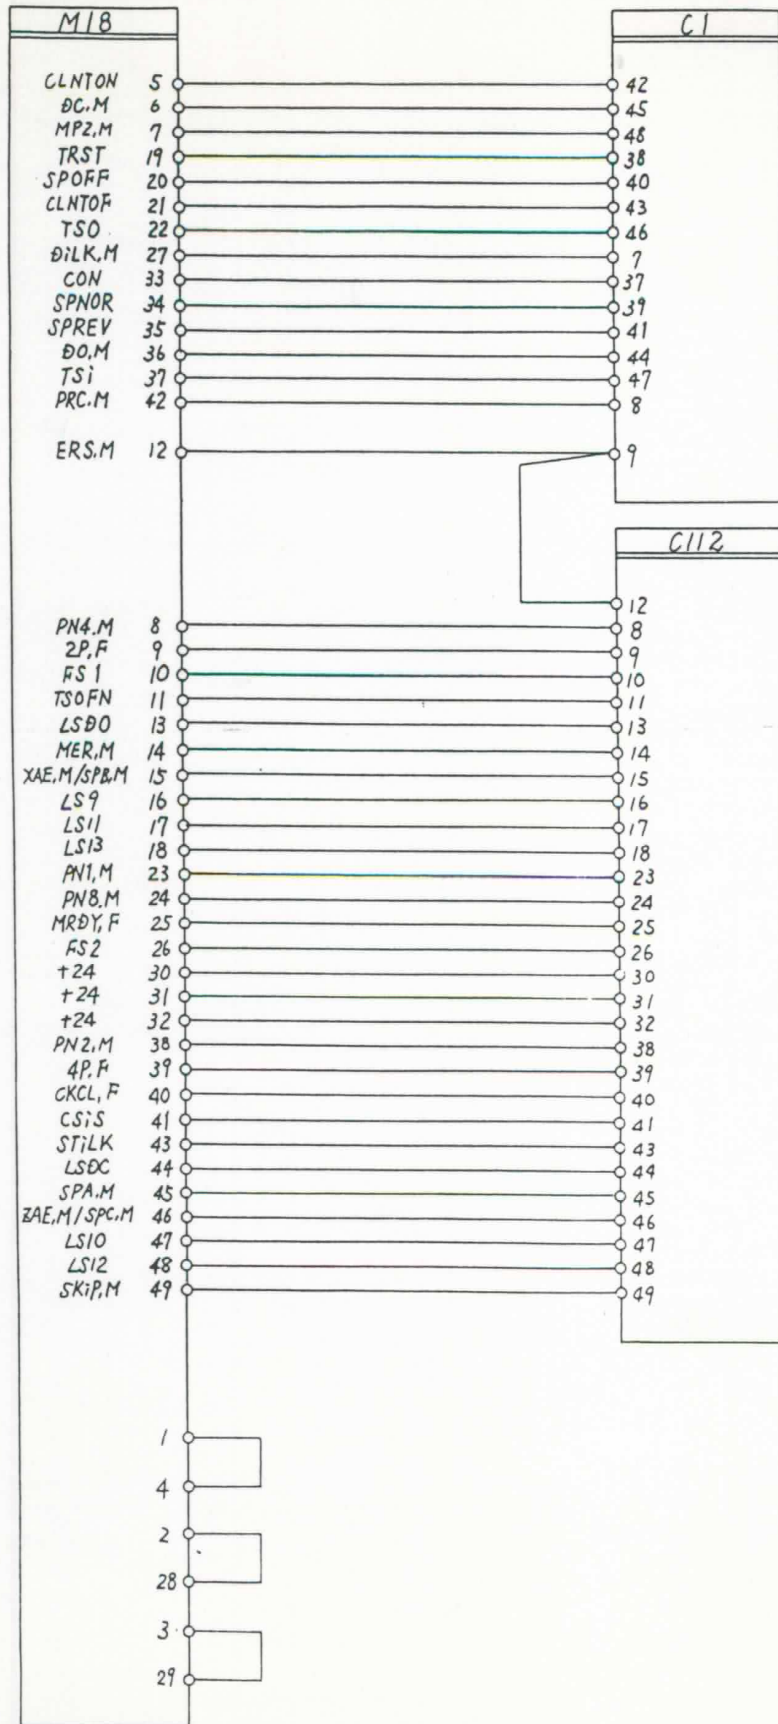 M18 C1
CLNTON 5 42
DC.M 6 45
MP2,M 7 48
TRST 19 38
SPOFF 20 40
CLNTOF 21 43
TSO 22 46
DiLK,M 27 7
CON 33 37
SPNOR 34 39
SPREV 35 41
DO.M 36 44
TSi 37 47
PRC.M 42 8
ERS.M 12 9
C112
12
PN4.M 8 8
2P,F 9 9
FS1 10 10
TSOFN 11 11
LSDO 13 13
MER,M 14 14
XAE,M/SPB,M 15 15
LS9 16 16
LS11 17 17
LS13 18 18
PN1,M 23 23
PN8.M 24 24
MRDY,F 25 25
FS2 26 26
+24 30 30
+24 31 31
+24 32 32
PN2,M 38 38
4P,F 39 39
CKCL,F 40 40
CSiS 41 41
STiLK 43 43
LSDC 44 44
SPA.M 45 45
ZAE,M/SPC,M 46 46
LS10 47 47
LS12 48 48
SKiP,M 49 49
1
4
2
28
3
29